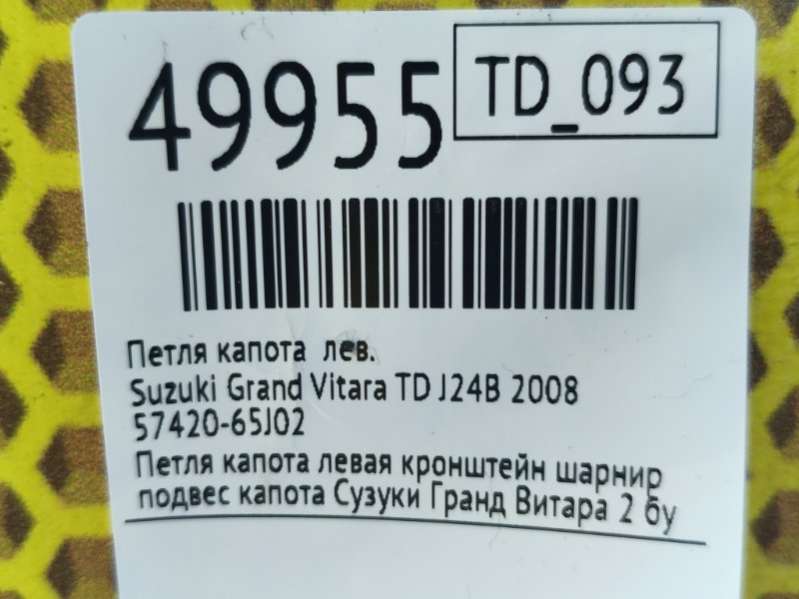 49955
TD_093
Петля капота лев.
Suzuki Grand Vitara TD J24B 2008
57420-65J02
Петля капота левая кронштейн шарнир
подвес капота Сузуки Гранд Витара 2 бу